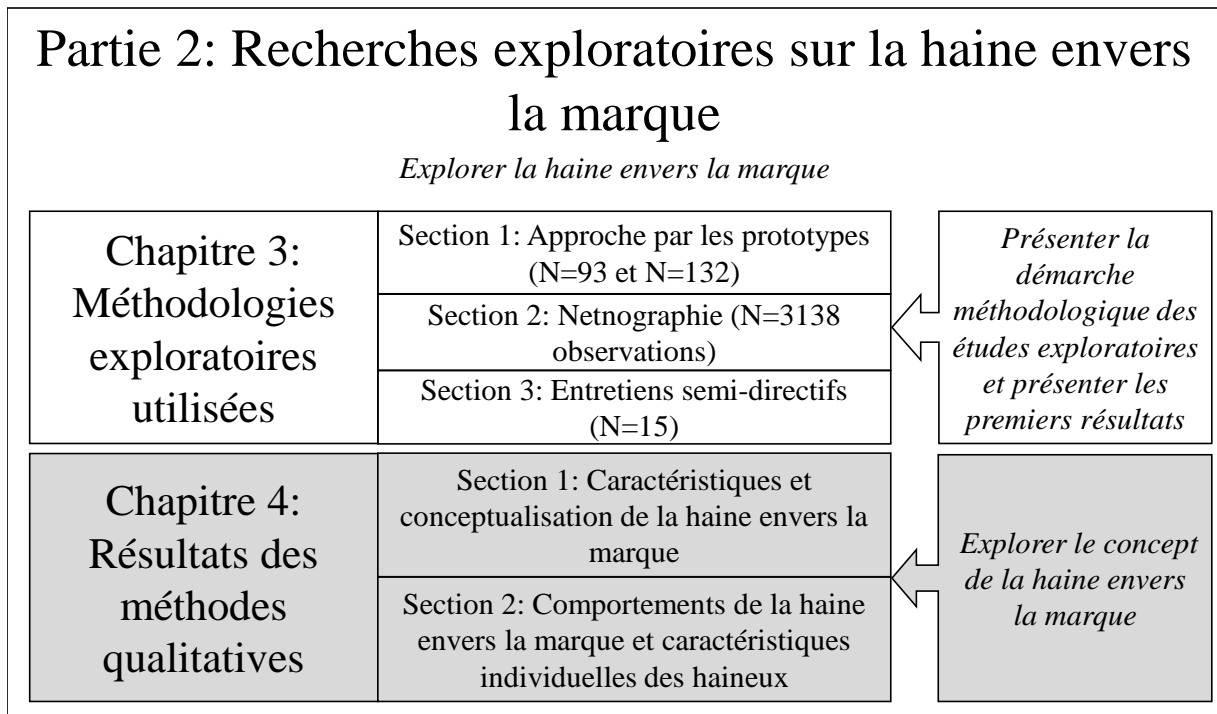 Partie 2: Recherches exploratoires sur la haine envers
la marque
Explorer la haine envers la marque
Chapitre 3:
Méthodologies
exploratoires
utilisées
Section 1: Approche par les prototypes
(N=93 et N=132)
Section 2: Netnographie (N=3138
observations)
Section 3: Entretiens semi-directifs
(N=15)
Présenter la
démarche
méthodologique des
études exploratoires
et présenter les
premiers résultats
Chapitre 4:
Résultats des
méthodes
qualitatives
Section 1: Caractéristiques et
conceptualisation de la haine envers la
marque
Section 2: Comportements de la haine
envers la marque et caractéristiques
individuelles des haineux
Explorer le concept
de la haine envers
la marque